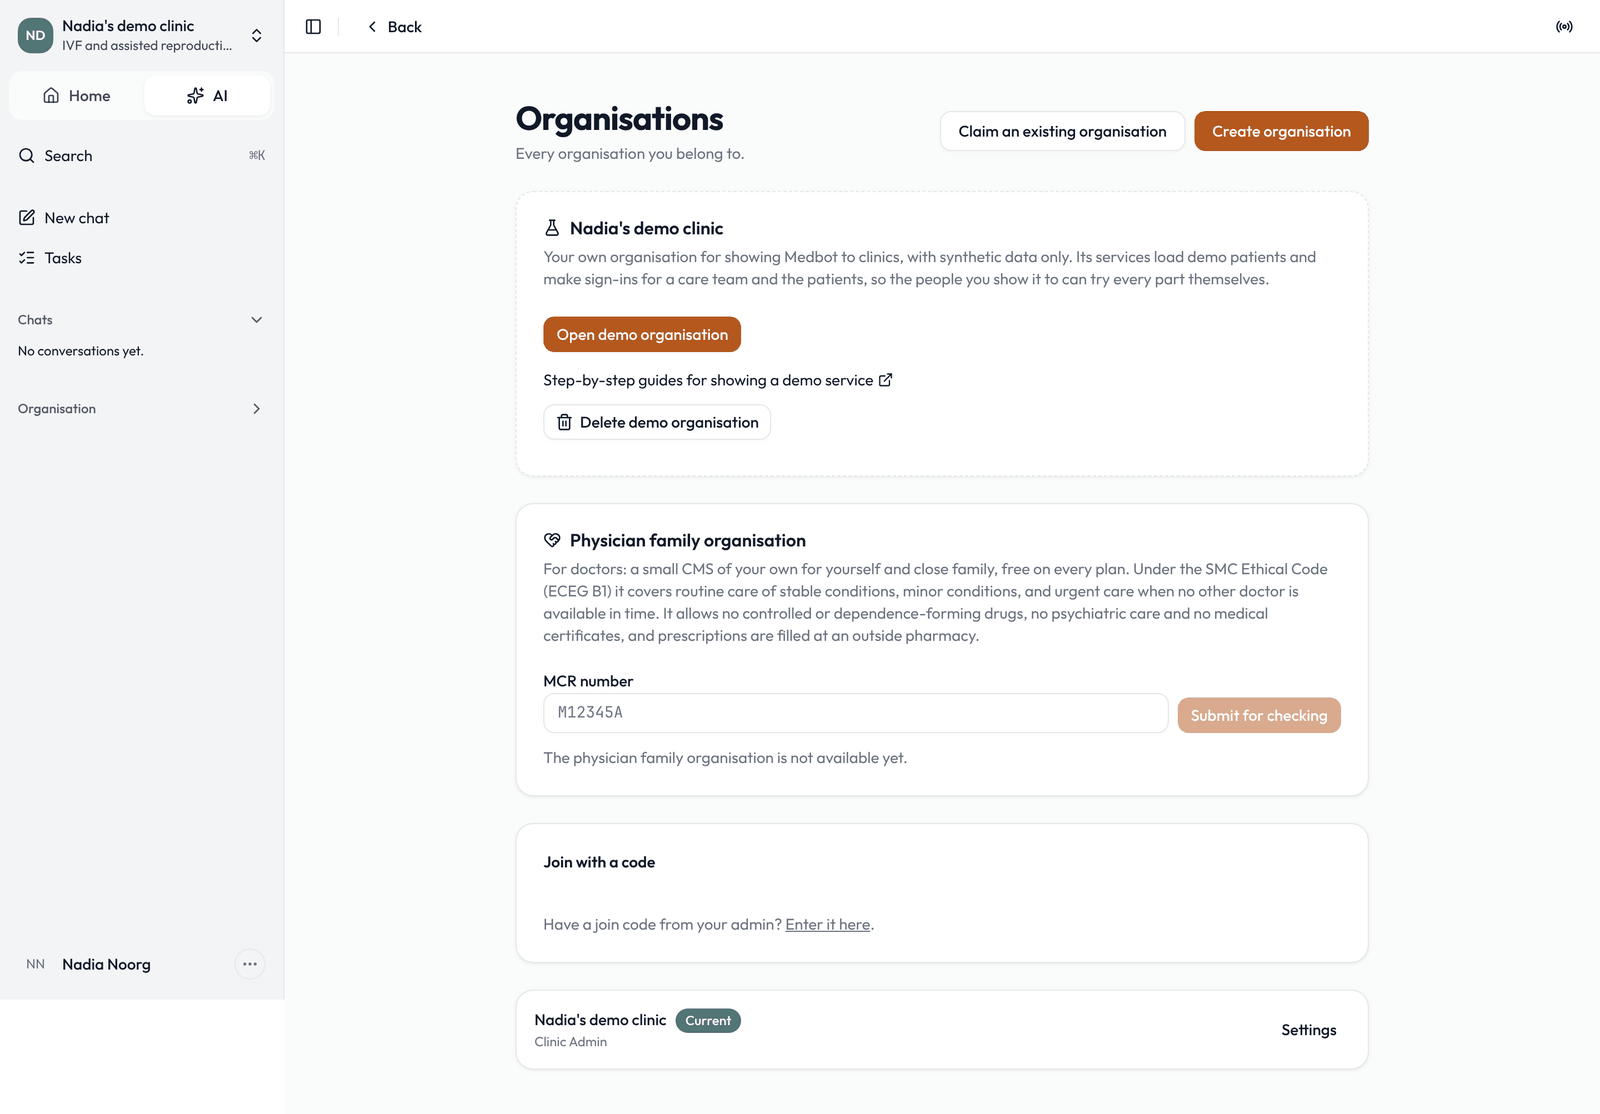 ND
Nadia's demo clinic
IVF and assisted reproducti...
Home
AI
Search
⌘K
New chat
Tasks
Chats
No conversations yet.
Organisation
NN
Nadia Noorg
Back
Organisations
Every organisation you belong to.
Claim an existing organisation
Create organisation
Nadia's demo clinic
Your own organisation for showing Medbot to clinics, with synthetic data only. Its services load demo patients and
make sign-ins for a care team and the patients, so the people you show it to can try every part themselves.
Open demo organisation
Step-by-step guides for showing a demo service
Delete demo organisation
Physician family organisation
For doctors: a small CMS of your own for yourself and close family, free on every plan. Under the SMC Ethical Code
(ECEG B1) it covers routine care of stable conditions, minor conditions, and urgent care when no other doctor is
available in time. It allows no controlled or dependence-forming drugs, no psychiatric care and no medical
certificates, and prescriptions are filled at an outside pharmacy.
MCR number
M12345A
Submit for checking
The physician family organisation is not available yet.
Join with a code
Have a join code from your admin? Enter it here.
Nadia's demo clinic
Current
Clinic Admin
Settings